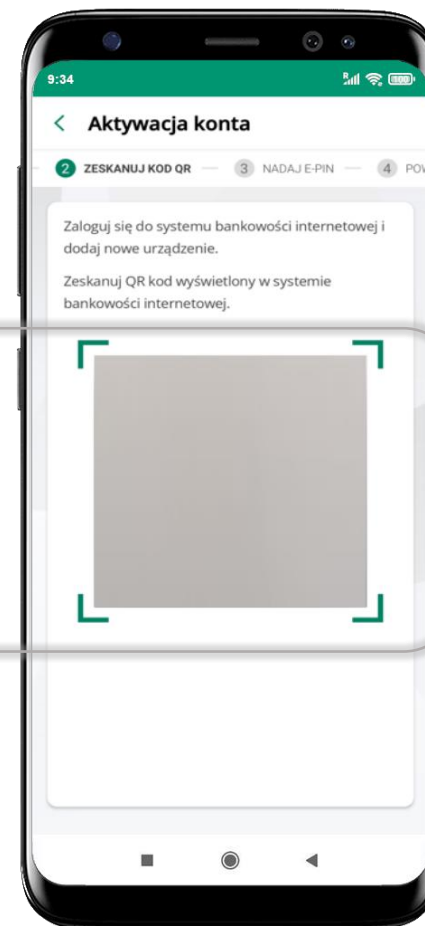 9:34
Aktywacja konta
2 ZESKANUJ KOD QR 3 NADAJ E-PIN 4
Zaloguj się do systemu bankowości internetowej i
dodaj nowe urządzenie.
Zeskanuj QR kod wyświetlony w systemie
bankowości internetowej.